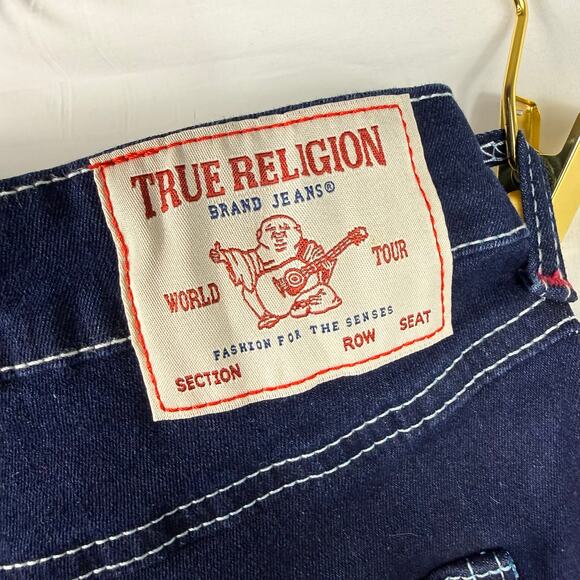 TRUE RELIGION
BRAND JEANS®
WORLD TOUR
FASHION FOR THE SENSES
SECTION ROW SEAT